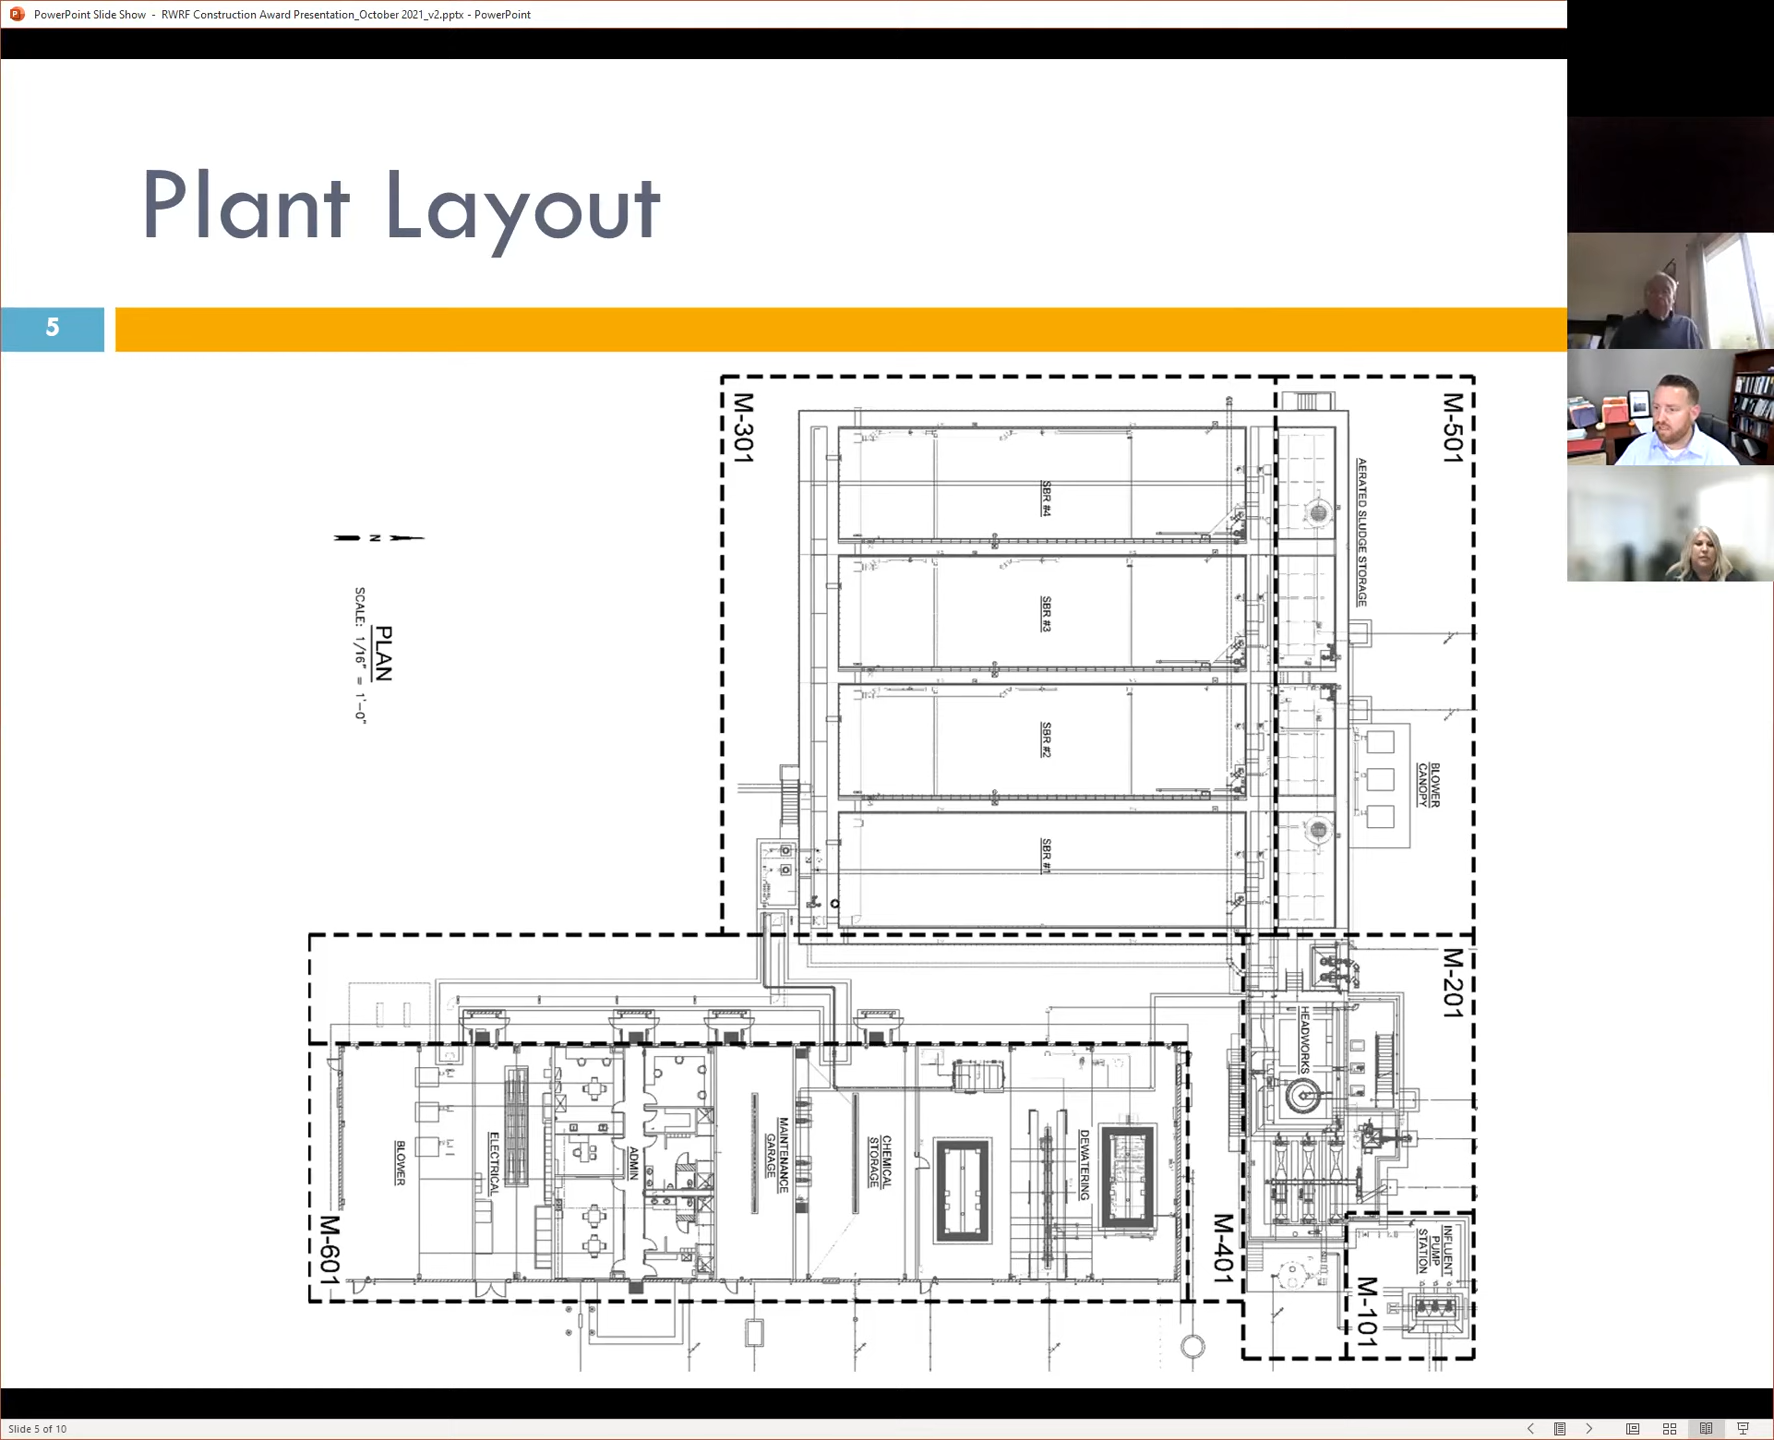 PowerPoint Slide Show - RWRF Construction Award Presentation_October 2021_v2.pptx - PowerPoint
Plant Layout
5
M-301
M-501
AERATED SLUDGE STORAGE
SBR #4
SBR #3
SBR #2
SBR #1
BLOWER
CANOPY
N
PLAN
SCALE: 1/16" = 1'-0"
M-201
HEADWORKS
BLOWER
ELECTRICAL
ADMIN
MAINTENANCE
GARAGE
CHEMICAL
STORAGE
DEWATERING
M-601
M-401
INFLUENT
PUMP
STATION
M-101
Slide 5 of 10